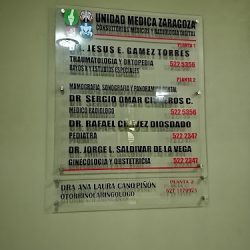 UNIDAD MEDICA ZARAGOZA
CONSULTORIOS MEDICOS Y RADIOLOGIA DIGITAL
PLANTA 1
DR. JESUS E. GAMEZ TORRES
TRAUMATOLOGIA Y ORTOPEDIA 522 5356
RAYOS X Y ESTUDIOS ESPECIALES
PLANTA 2
MAMOGRAFIA, SONOGRAFIA Y PANORAMICA DENTAL
DR SERGIO OMAR C.
MEDICO RADIOLOGO 522 5356
DR. RAFAEL CHAVEZ DIOSDADO
PEDIATRA 522 2347
DR. JORGE L. SALDIVAR DE LA VEGA
GINECOLOGIA Y OBSTETRICIA 522 2347
DRA ANA LAURA CANO PIÑON PLANTA 2
OTORRINOLARINGOLOGO